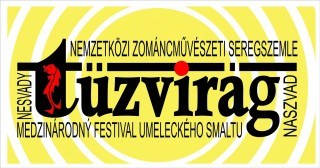 NEMZETKÖZI ZOMÁNCMŰVÉSZETI SEREGSZEMLE
NESVADY
tűzvirág
NASZVAD
MEDZINÁRODNÝ FESTIVAL UMELECKÉHO SMALTU